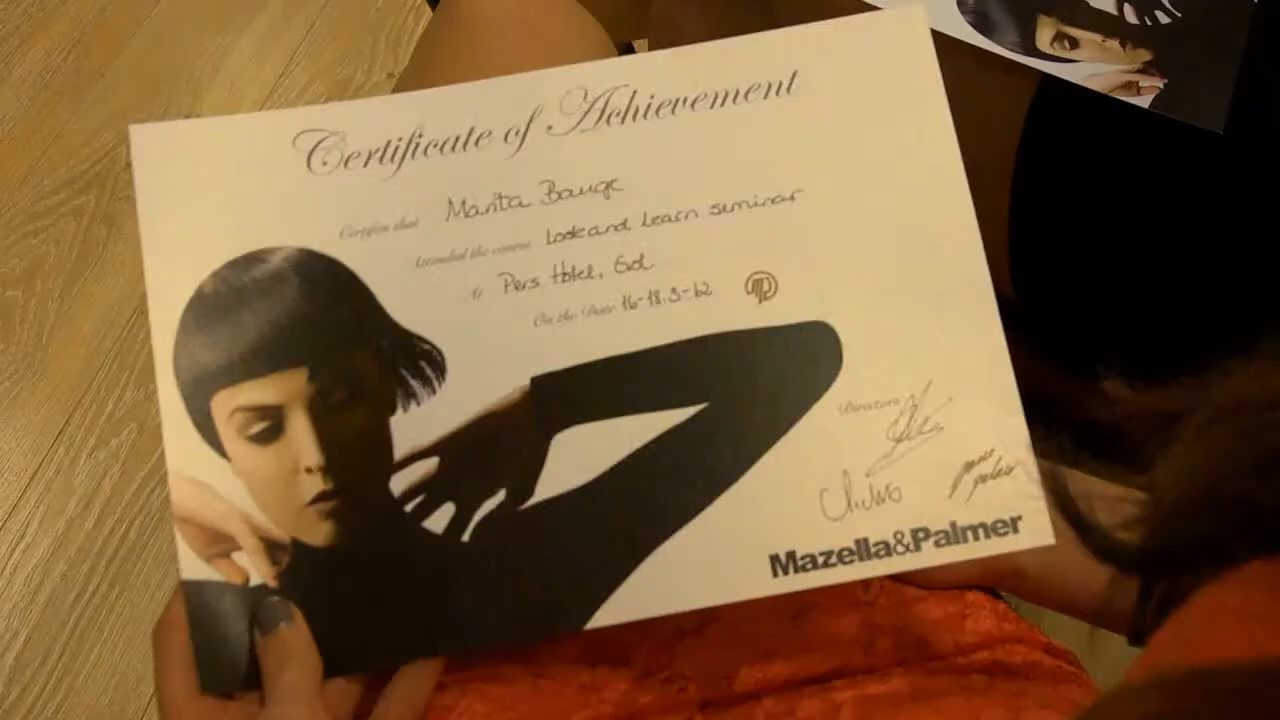 Certificate of Achievement
Certifies that Marita Bauge
Attended the course Look and Learn seminar
At Pers Hotel, Gol
On the Date 16-18.3-12
Directors
Mazella&Palmer